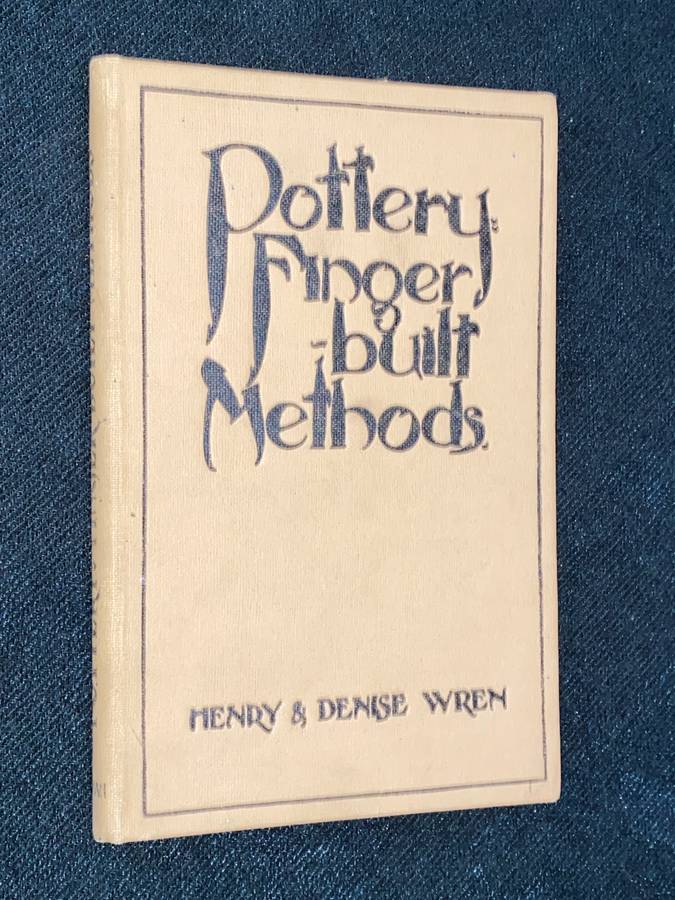 Pottery:
Finger
-built
Methods.
HENRY & DENISE WREN